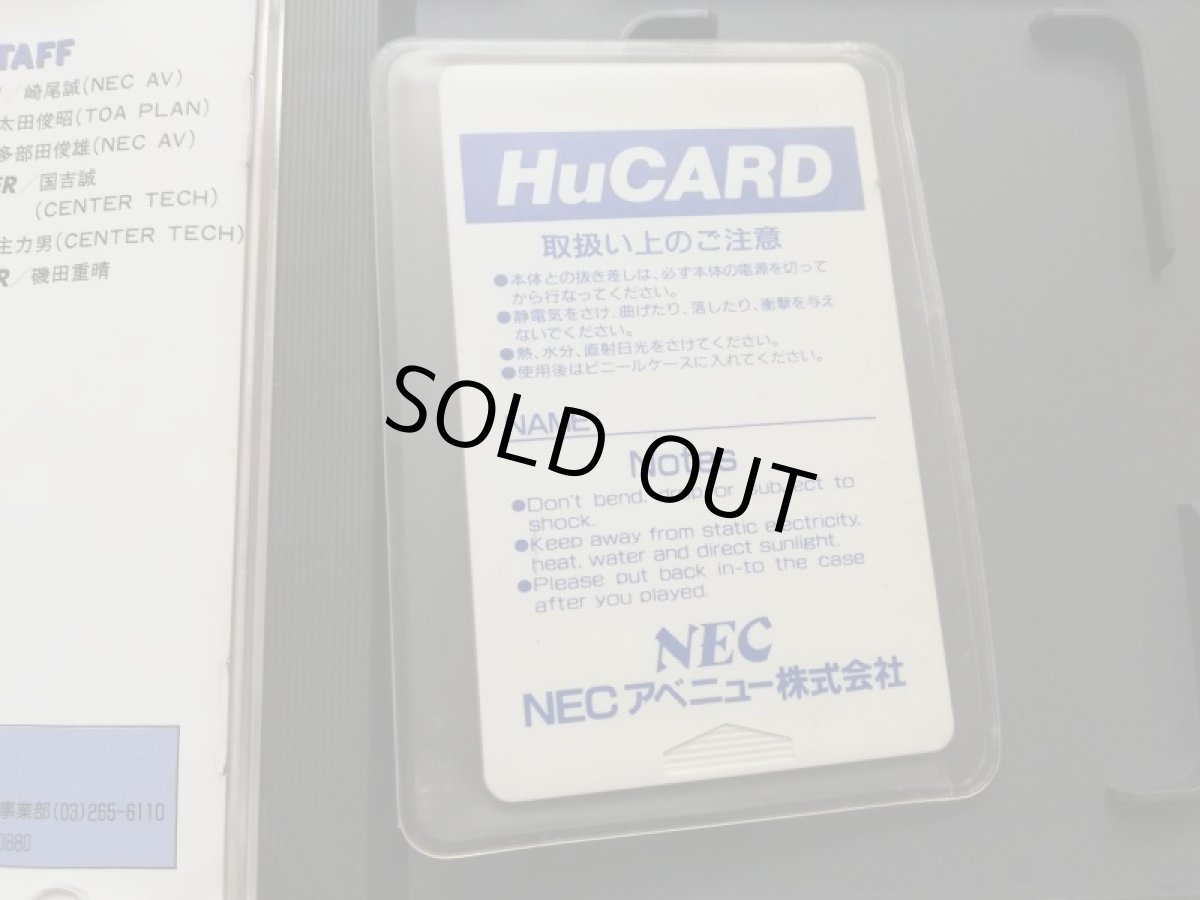 TAFF
崎尾誠(NEC AV)
太田俊昭(TOA PLAN)
多部田俊雄(NEC AV)
ER/国吉誠
(CENTER TECH)
主力男(CENTER TECH)
R/磯田重晴
事業部(03)265-6110
0880
HuCARD
取扱い上のご注意
●本体との抜き差しは、必ず本体の電源を切って
から行なってください。
●静電気をさけ、曲げたり、落したり、衝撃を与え
ないでください。
●熱、水分、直射日光をさけてください。
●使用後はビニールケースに入れてください。
NAME
SOLD OUT
Notes
●Don't bend, drop or subject to
shock.
●Keep away from static electricity,
heat, water and direct sunlight.
●Please put back in-to the case
after you played.
NEC
NECアベニュー株式会社